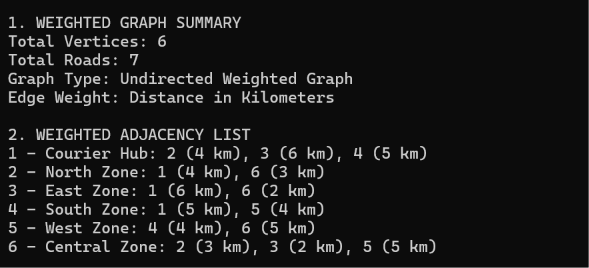 1. WEIGHTED GRAPH SUMMARY
Total Vertices: 6
Total Roads: 7
Graph Type: Undirected Weighted Graph
Edge Weight: Distance in Kilometers
2. WEIGHTED ADJACENCY LIST
1 - Courier Hub: 2 (4 km), 3 (6 km), 4 (5 km)
2 - North Zone: 1 (4 km), 6 (3 km)
3 - East Zone: 1 (6 km), 6 (2 km)
4 - South Zone: 1 (5 km), 5 (4 km)
5 - West Zone: 4 (4 km), 6 (5 km)
6 - Central Zone: 2 (3 km), 3 (2 km), 5 (5 km)